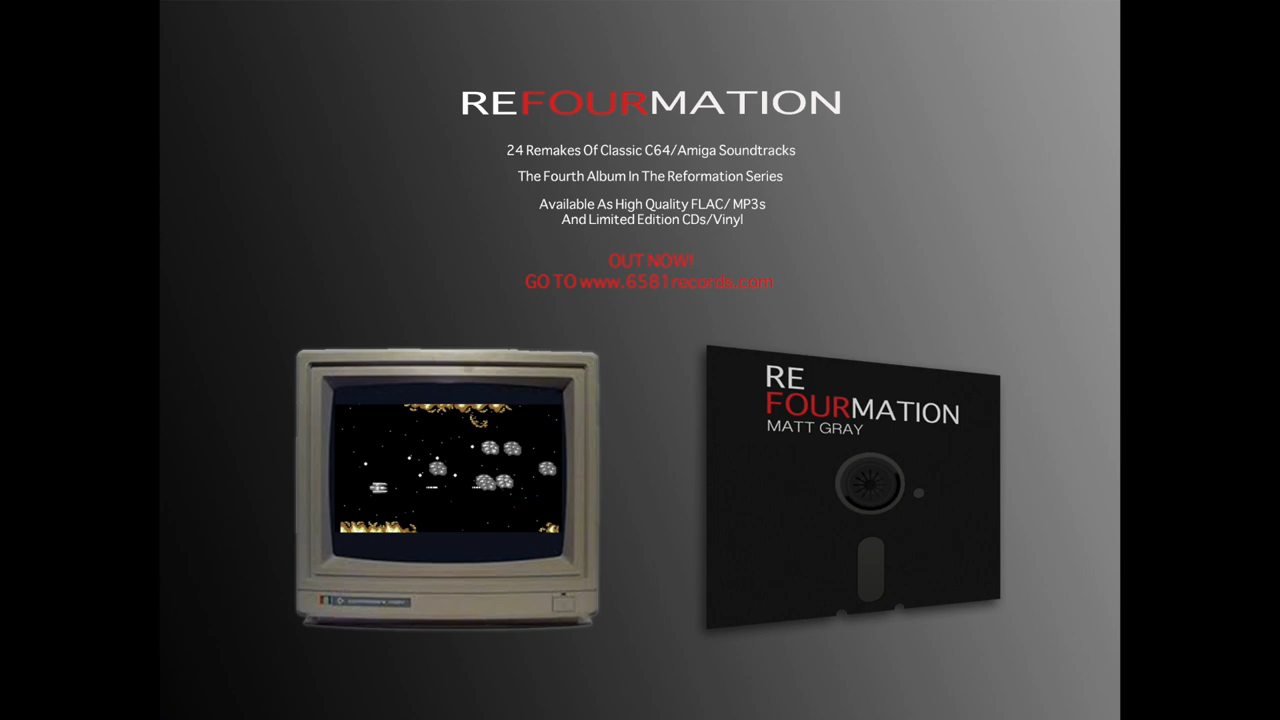 REFOURMATION
24 Remakes Of Classic C64/Amiga Soundtracks
The Fourth Album In The Reformation Series
Available As High Quality FLAC/ MP3s
And Limited Edition CDs/Vinyl
OUT NOW!
GO TO www.6581records.com
RE
FOURMATION
MATT GRAY